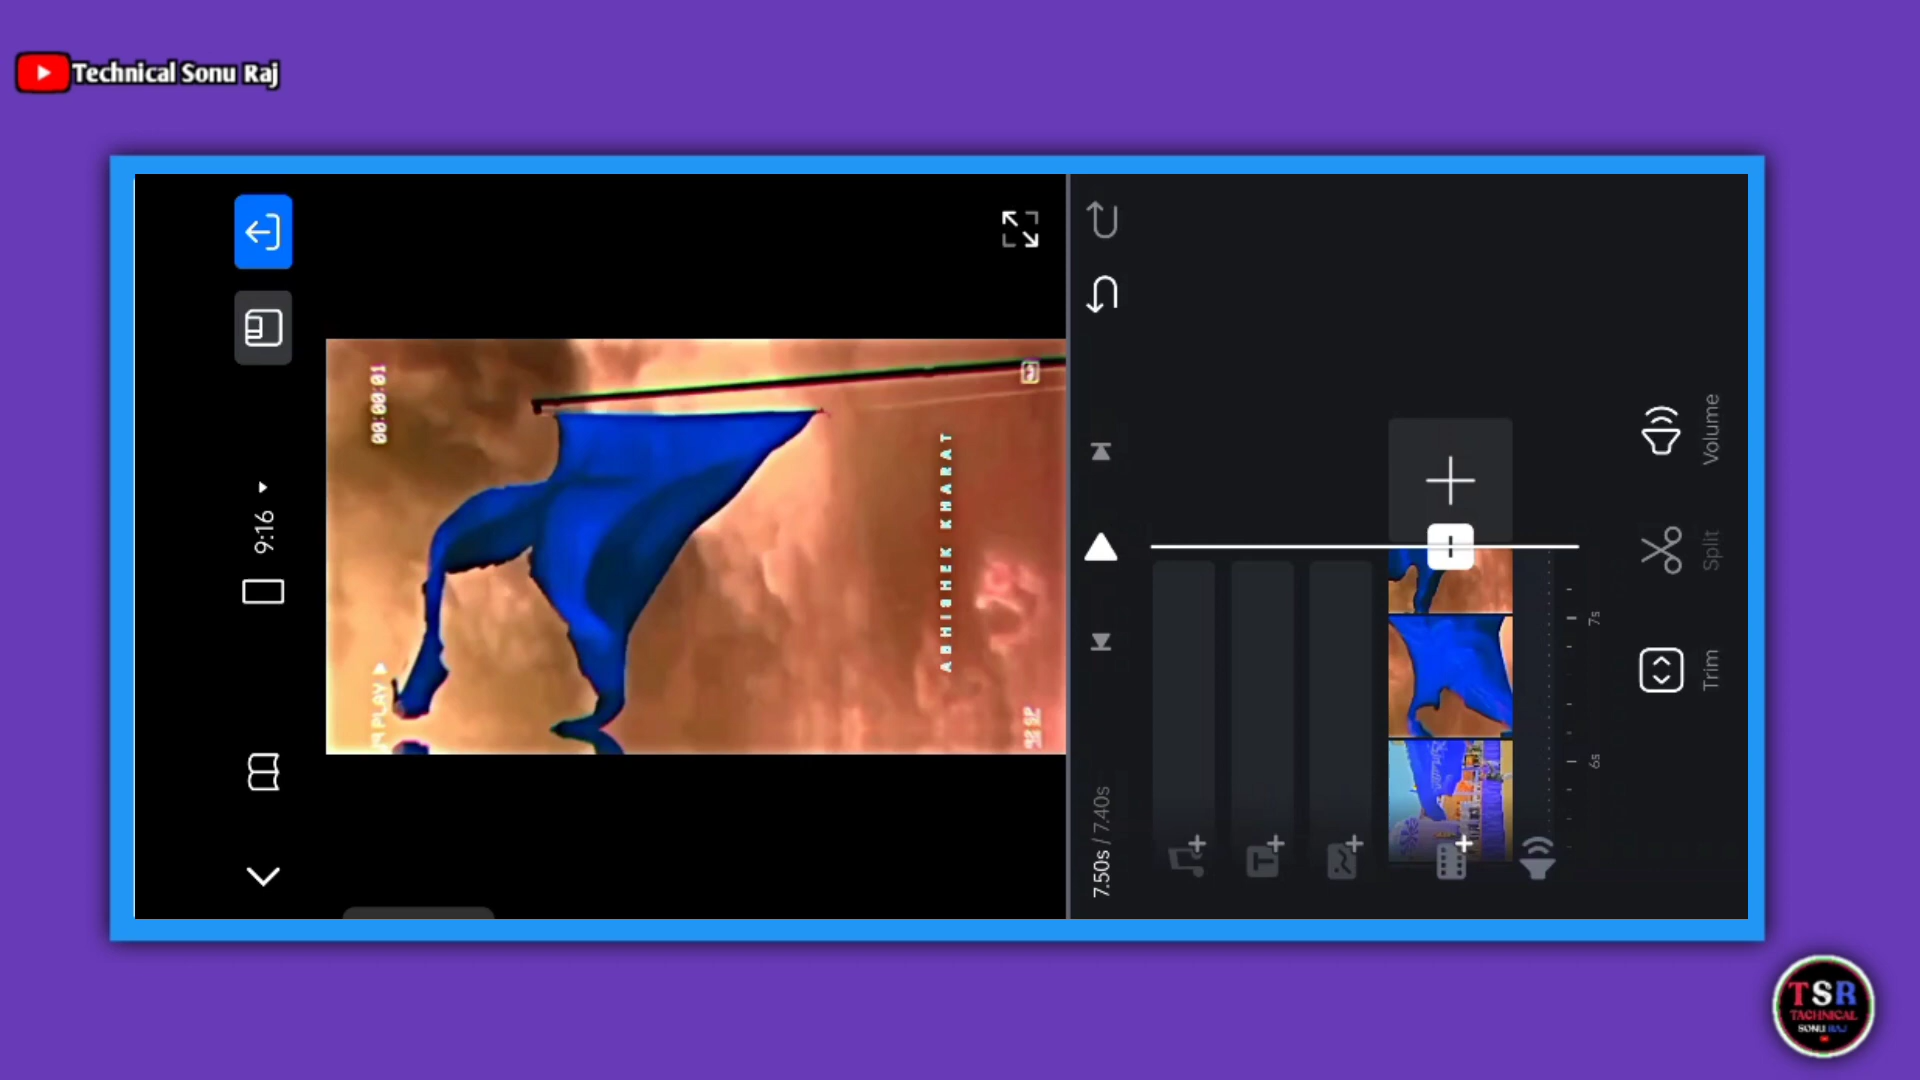 Technical Sonu Raj
9:16
00:00:01
PLAY
ABHISHEK KHARAT
7.50s / 7.40s
7s
6s
Volume
Split
Trim
TSR
TACHNICAL
SONU RAJ